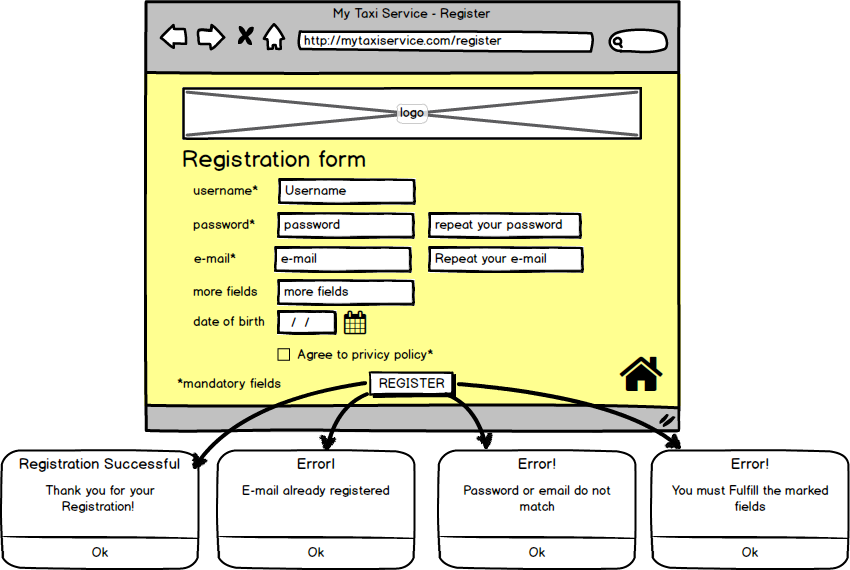 My Taxi Service - Register
http://mytaxiservice.com/register
logo
Registration form
username* Username
password* password repeat your password
e-mail* e-mail Repeat your e-mail
more fields more fields
date of birth / /
Agree to privicy policy*
*mandatory fields REGISTER
Registration Successful
Thank you for your
Registration!
Ok
Error!
E-mail already registered
Ok
Error!
Password or email do not
match
Ok
Error!
You must Fulfill the marked
fields
Ok